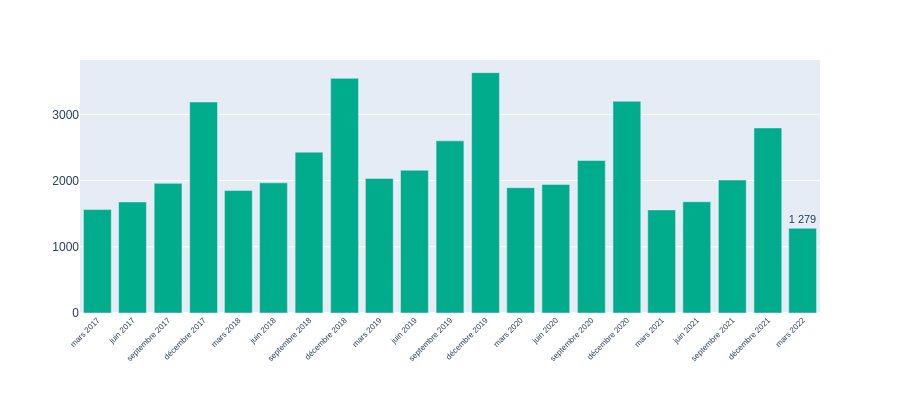 3000
2000
1000
0
1 279
mars 2017
juin 2017
septembre 2017
décembre 2017
mars 2018
juin 2018
septembre 2018
décembre 2018
mars 2019
juin 2019
septembre 2019
décembre 2019
mars 2020
juin 2020
septembre 2020
décembre 2020
mars 2021
juin 2021
septembre 2021
décembre 2021
mars 2022